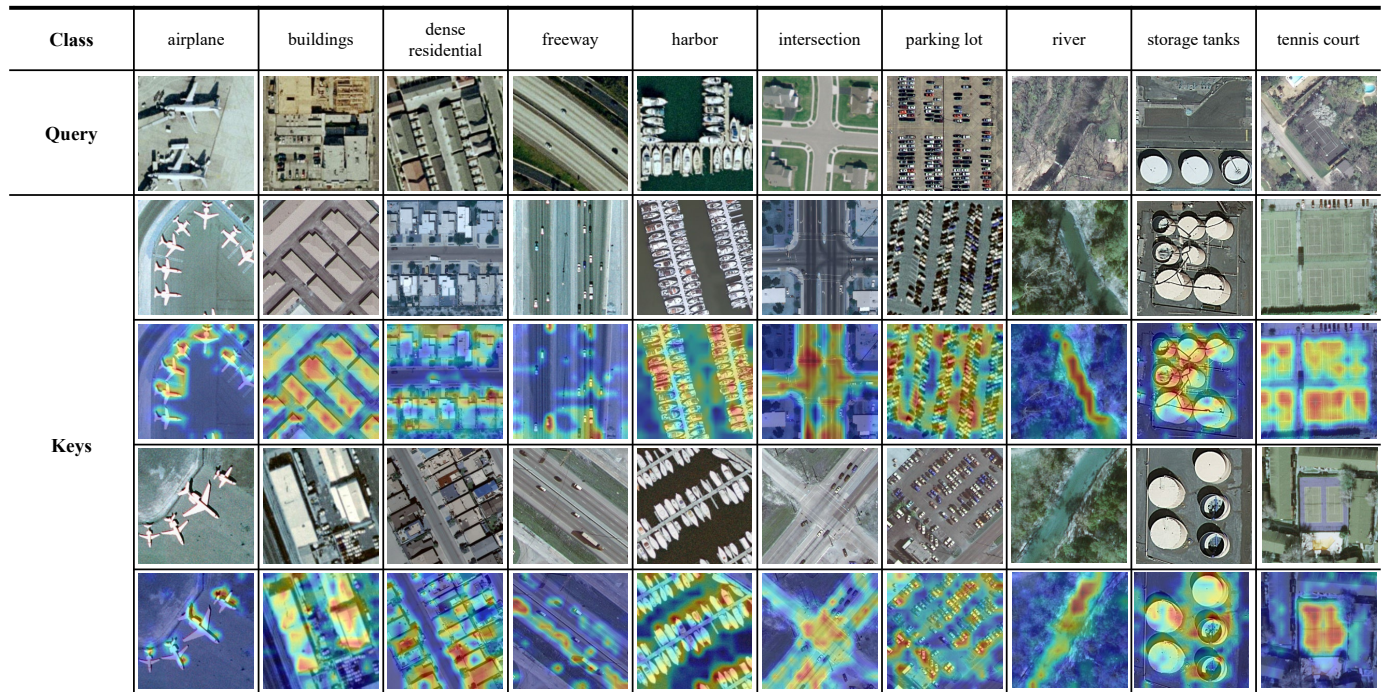 Class
airplane
buildings
dense
residential
freeway
harbor
intersection
parking lot
river
storage tanks
tennis court
Query
Keys